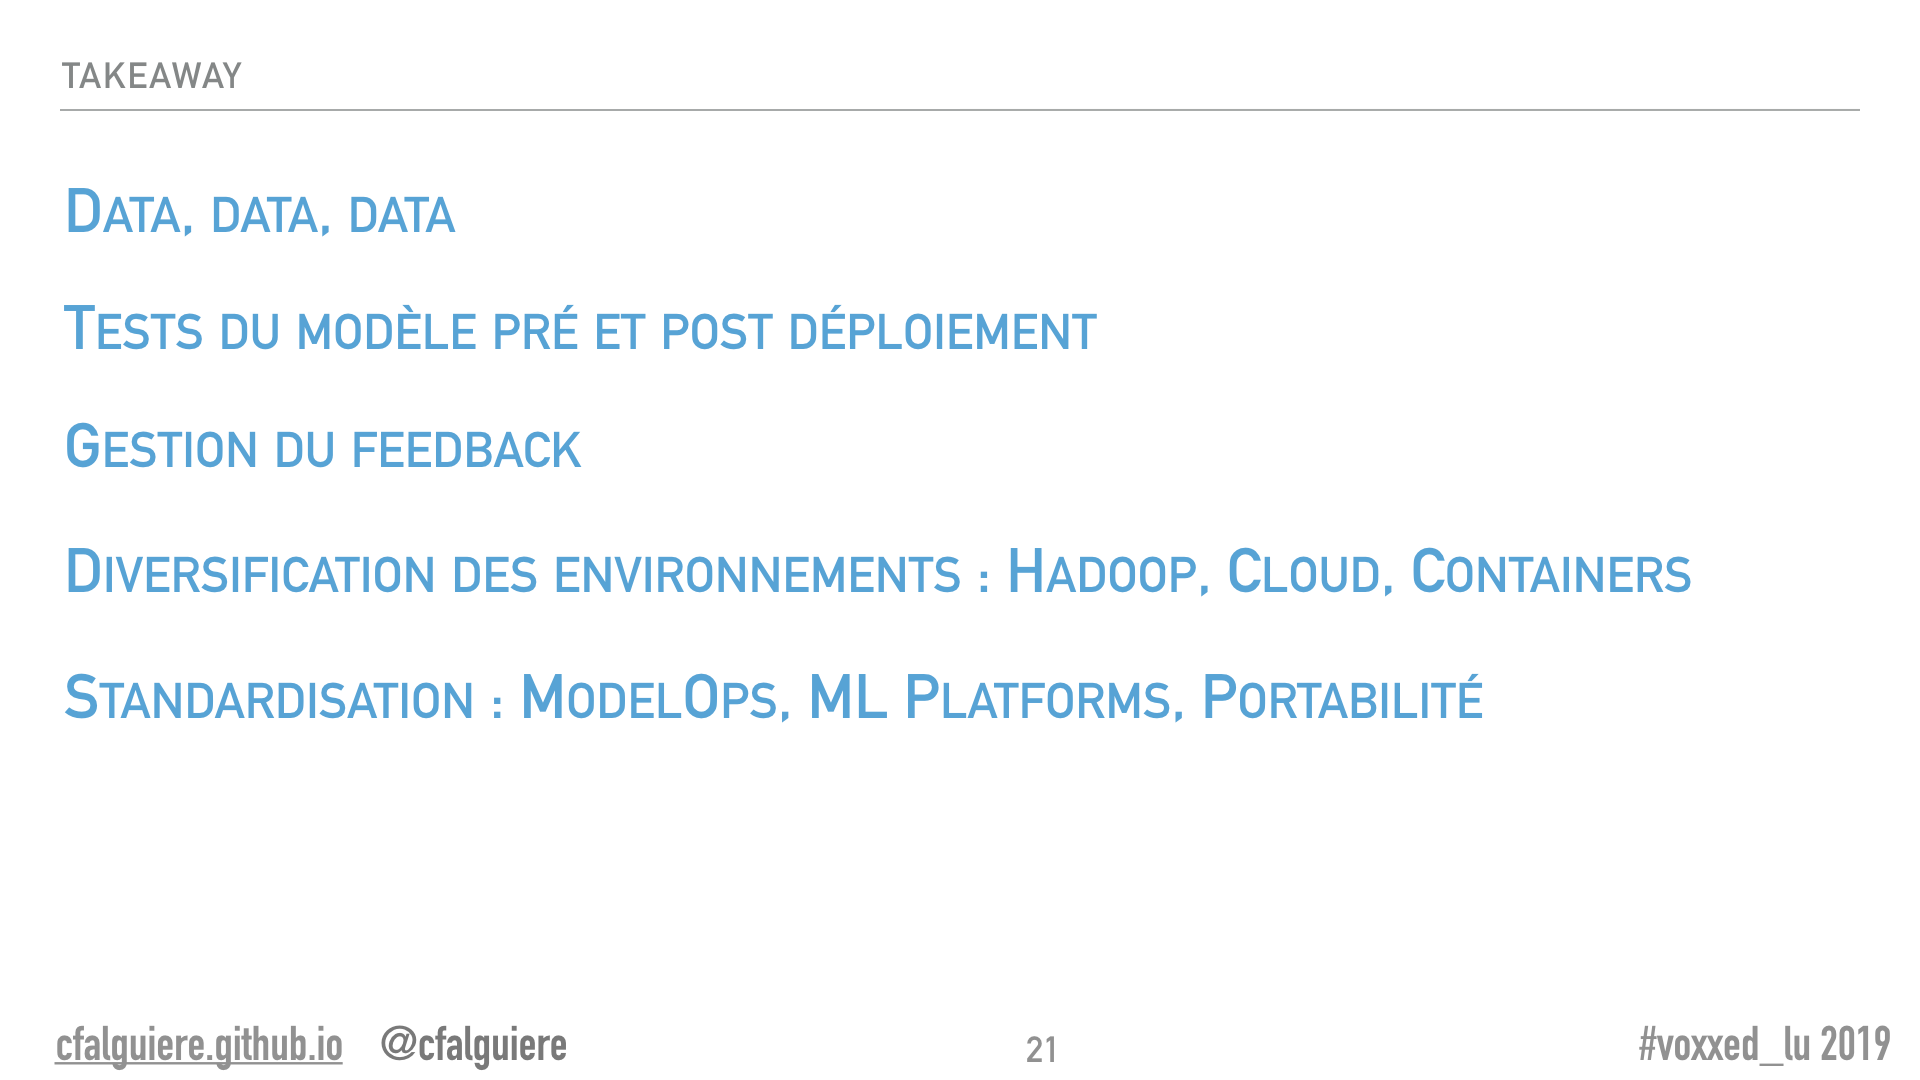 TAKEAWAY
DATA, DATA, DATA
TESTS DU MODÈLE PRÉ ET POST DÉPLOIEMENT
GESTION DU FEEDBACK
DIVERSIFICATION DES ENVIRONNEMENTS : HADOOP, CLOUD, CONTAINERS
STANDARDISATION : MODELOPS, ML PLATFORMS, PORTABILITÉ
cfalguiere.github.io @cfalguiere 21 #voxxed_lu 2019